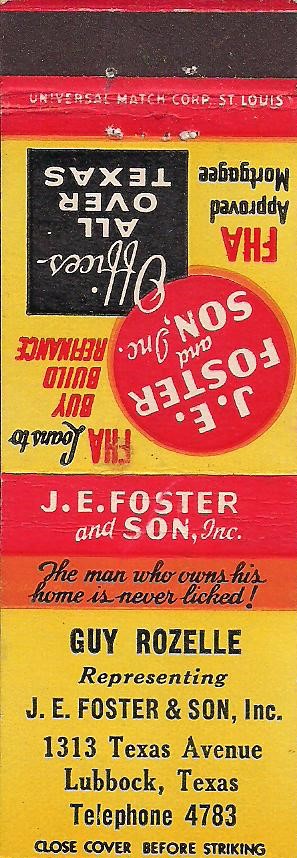 UNIVERSAL MATCH CORP. ST. LOUIS
FHA Approved Mortgagee
Offices-
ALL
OVER
TEXAS
J.E.
FOSTER
and
SON, Inc.
FHA Loans to
BUY
BUILD
REFINANCE
J.E. FOSTER
and SON, Inc.
The man who owns his
home is never licked!
GUY ROZELLE
Representing
J. E. FOSTER & SON, Inc.
1313 Texas Avenue
Lubbock, Texas
Telephone 4783
CLOSE COVER BEFORE STRIKING